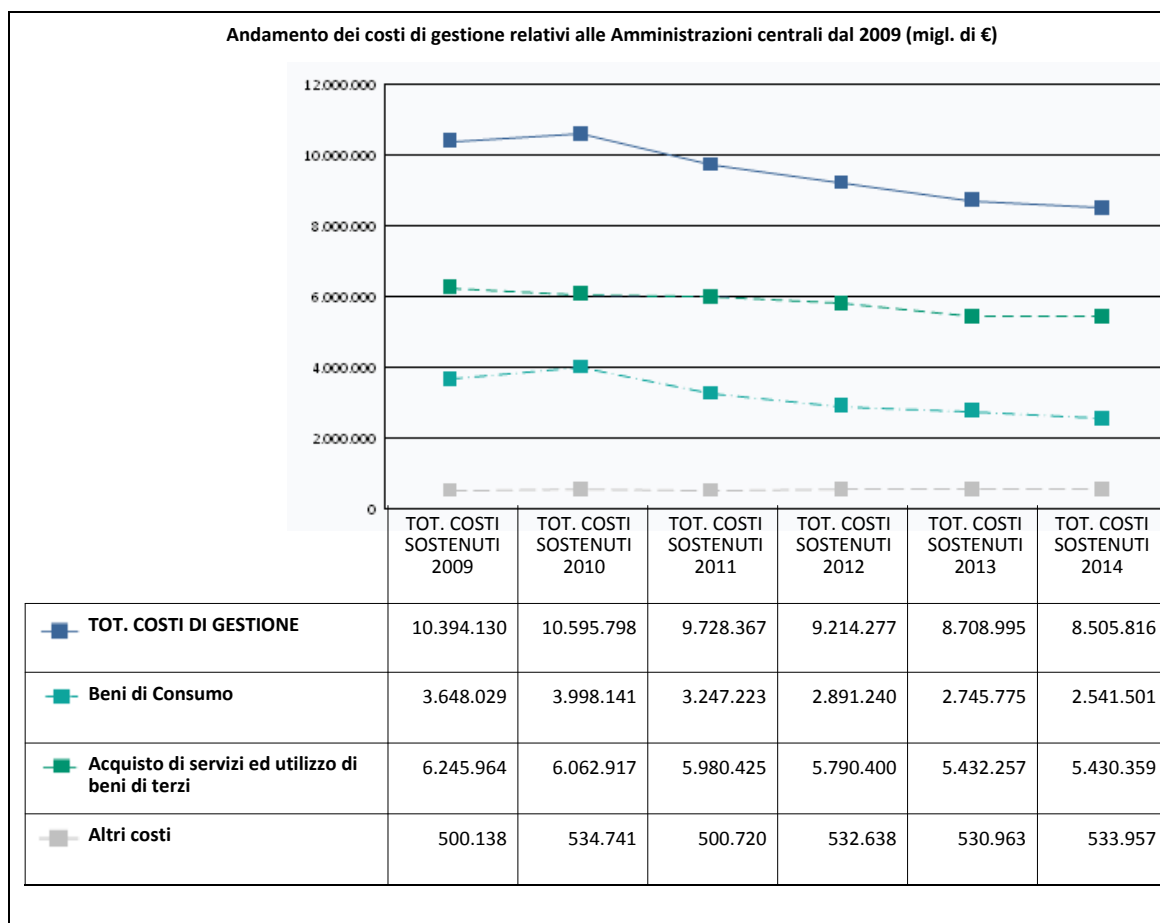 Andamento dei costi di gestione relativi alle Amministrazioni centrali dal 2009 (migl. di €)
12.000.000
10.000.000
8.000.000
6.000.000
4.000.000
2.000.000
0
TOT. COSTI SOSTENUTI 2009
TOT. COSTI SOSTENUTI 2010
TOT. COSTI SOSTENUTI 2011
TOT. COSTI SOSTENUTI 2012
TOT. COSTI SOSTENUTI 2013
TOT. COSTI SOSTENUTI 2014
TOT. COSTI DI GESTIONE 10.394.130 10.595.798 9.728.367 9.214.277 8.708.995 8.505.816
Beni di Consumo 3.648.029 3.998.141 3.247.223 2.891.240 2.745.775 2.541.501
Acquisto di servizi ed utilizzo di
beni di terzi 6.245.964 6.062.917 5.980.425 5.790.400 5.432.257 5.430.359
Altri costi 500.138 534.741 500.720 532.638 530.963 533.957